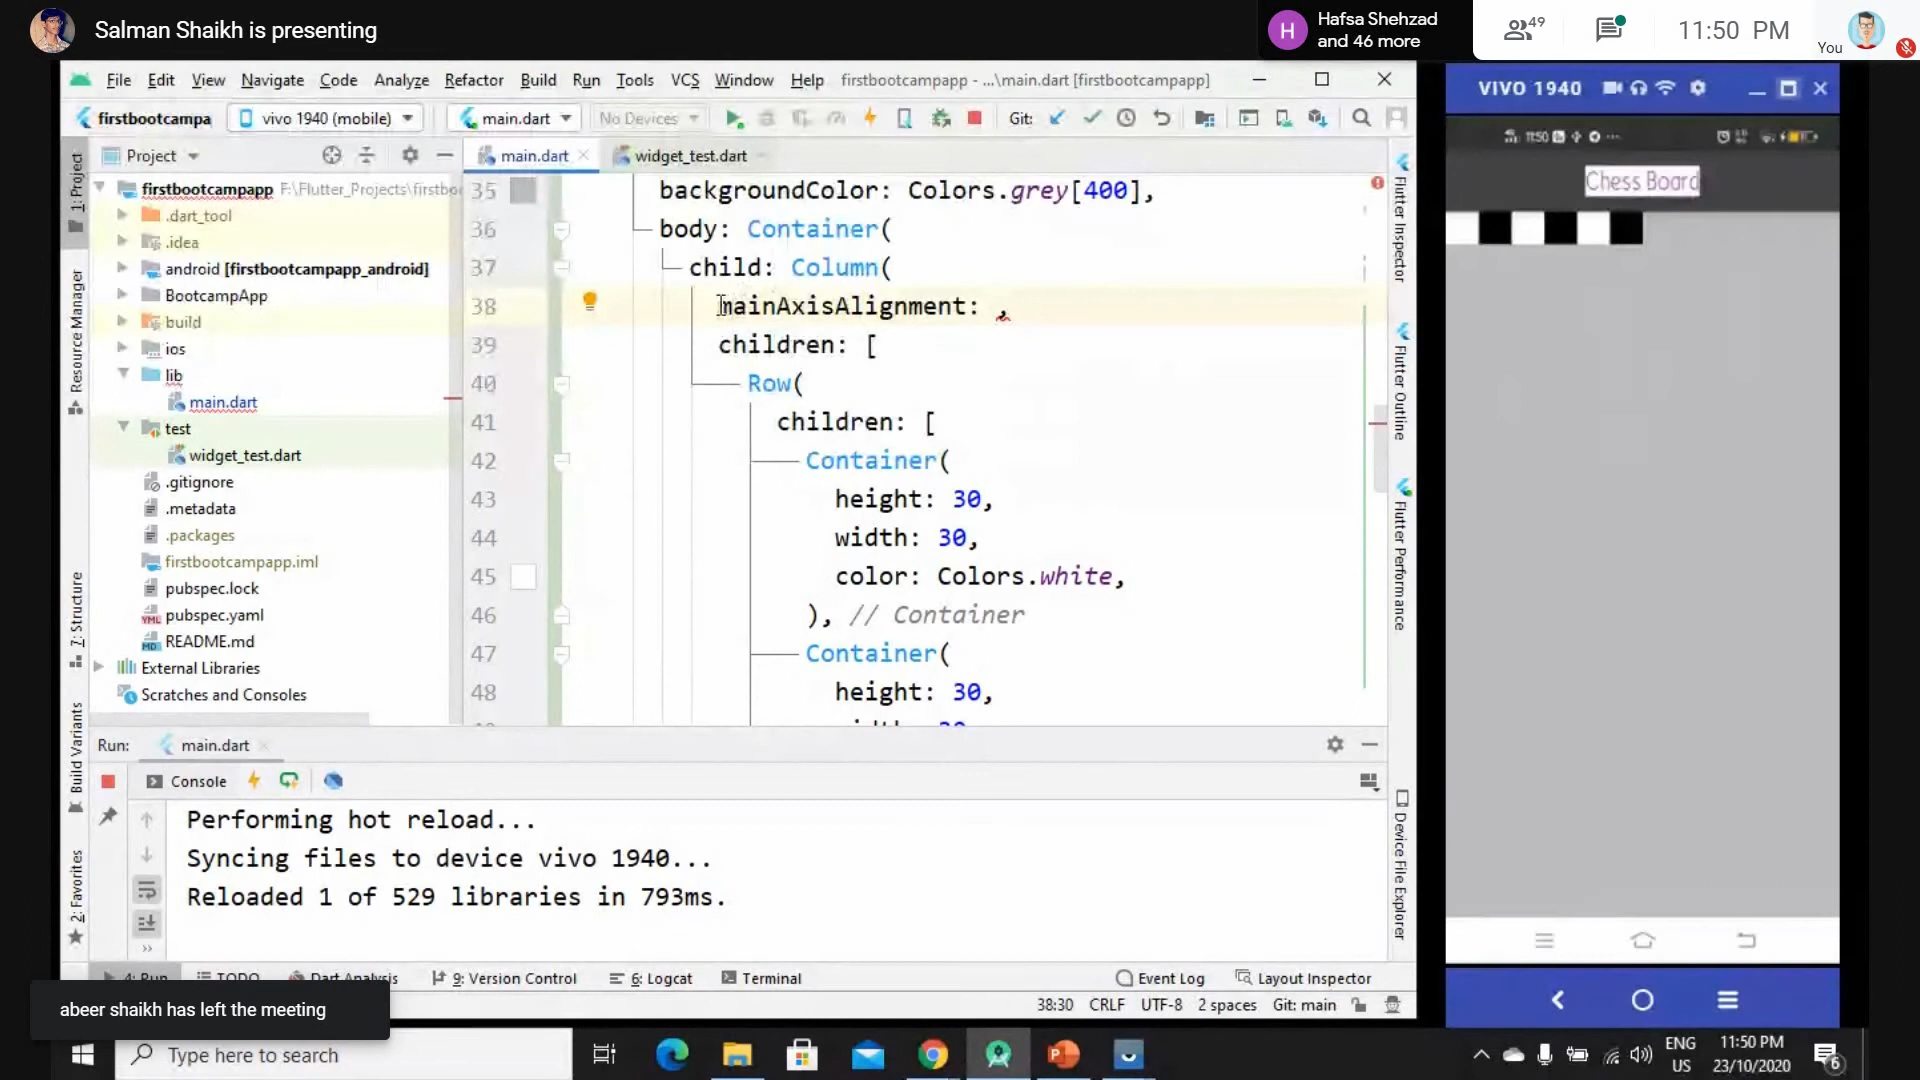 Salman Shaikh is presenting
H
Hafsa Shehzad
and 46 more
49
11:50 PM
You
File Edit View Navigate Code Analyze Refactor Build Run Tools VCS Window Help firstbootcampapp - ...\main.dart [firstbootcampapp]
firstbootcampa
vivo 1940 (mobile)
main.dart
No Devices
Git:
Project
main.dart
widget_test.dart
1: Project
Resource Manager
7: Structure
Build Variants
2: Favorites
firstbootcampapp F:\Flutter_Projects\firstbo
.dart_tool
.idea
android [firstbootcampapp_android]
BootcampApp
build
ios
lib
main.dart
test
widget_test.dart
.gitignore
.metadata
.packages
firstbootcampapp.iml
pubspec.lock
pubspec.yaml
README.md
External Libraries
Scratches and Consoles
35 backgroundColor: Colors.grey[400],
36 body: Container(
37 child: Column(
38 mainAxisAlignment: ,
39 children: [
40 Row(
41 children: [
42 Container(
43 height: 30,
44 width: 30,
45 color: Colors.white,
46 ), // Container
47 Container(
48 height: 30,
Flutter Inspector
Flutter Outline
Flutter Performance
Device File Explorer
Run: main.dart
Console
Performing hot reload...
Syncing files to device vivo 1940...
Reloaded 1 of 529 libraries in 793ms.
4: Run TODO Dart Analysis 9: Version Control 6: Logcat Terminal Event Log Layout Inspector
38:30 CRLF UTF-8 2 spaces Git: main
abeer shaikh has left the meeting
VIVO 1940
11:50
Chess Board
Type here to search
ENG
US
11:50 PM
23/10/2020
6